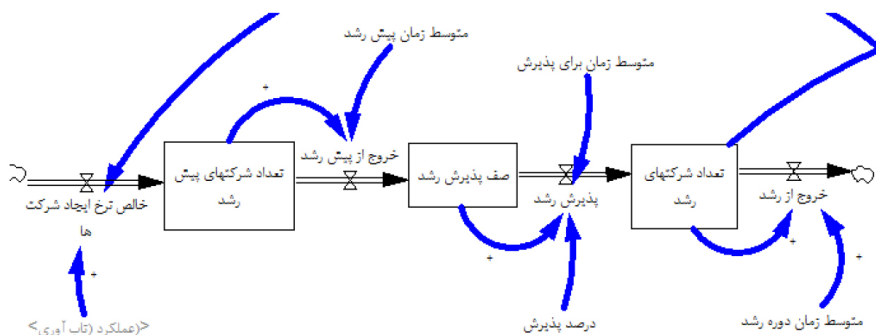 متوسط زمان پیش رشد
متوسط زمان برای پذیرش
+
تعداد شرکتهای پیش
رشد
خروج از پیش رشد
صف پذیرش رشد
تعداد شرکتهای
رشد
خالص ترخ ایجاد شرکت
ها
پذیرش رشد
خروج از رشد
+
+
+
+
<(عملکرد (تاب آوری>
درصد پذیرش
متوسط زمان دوره رشد